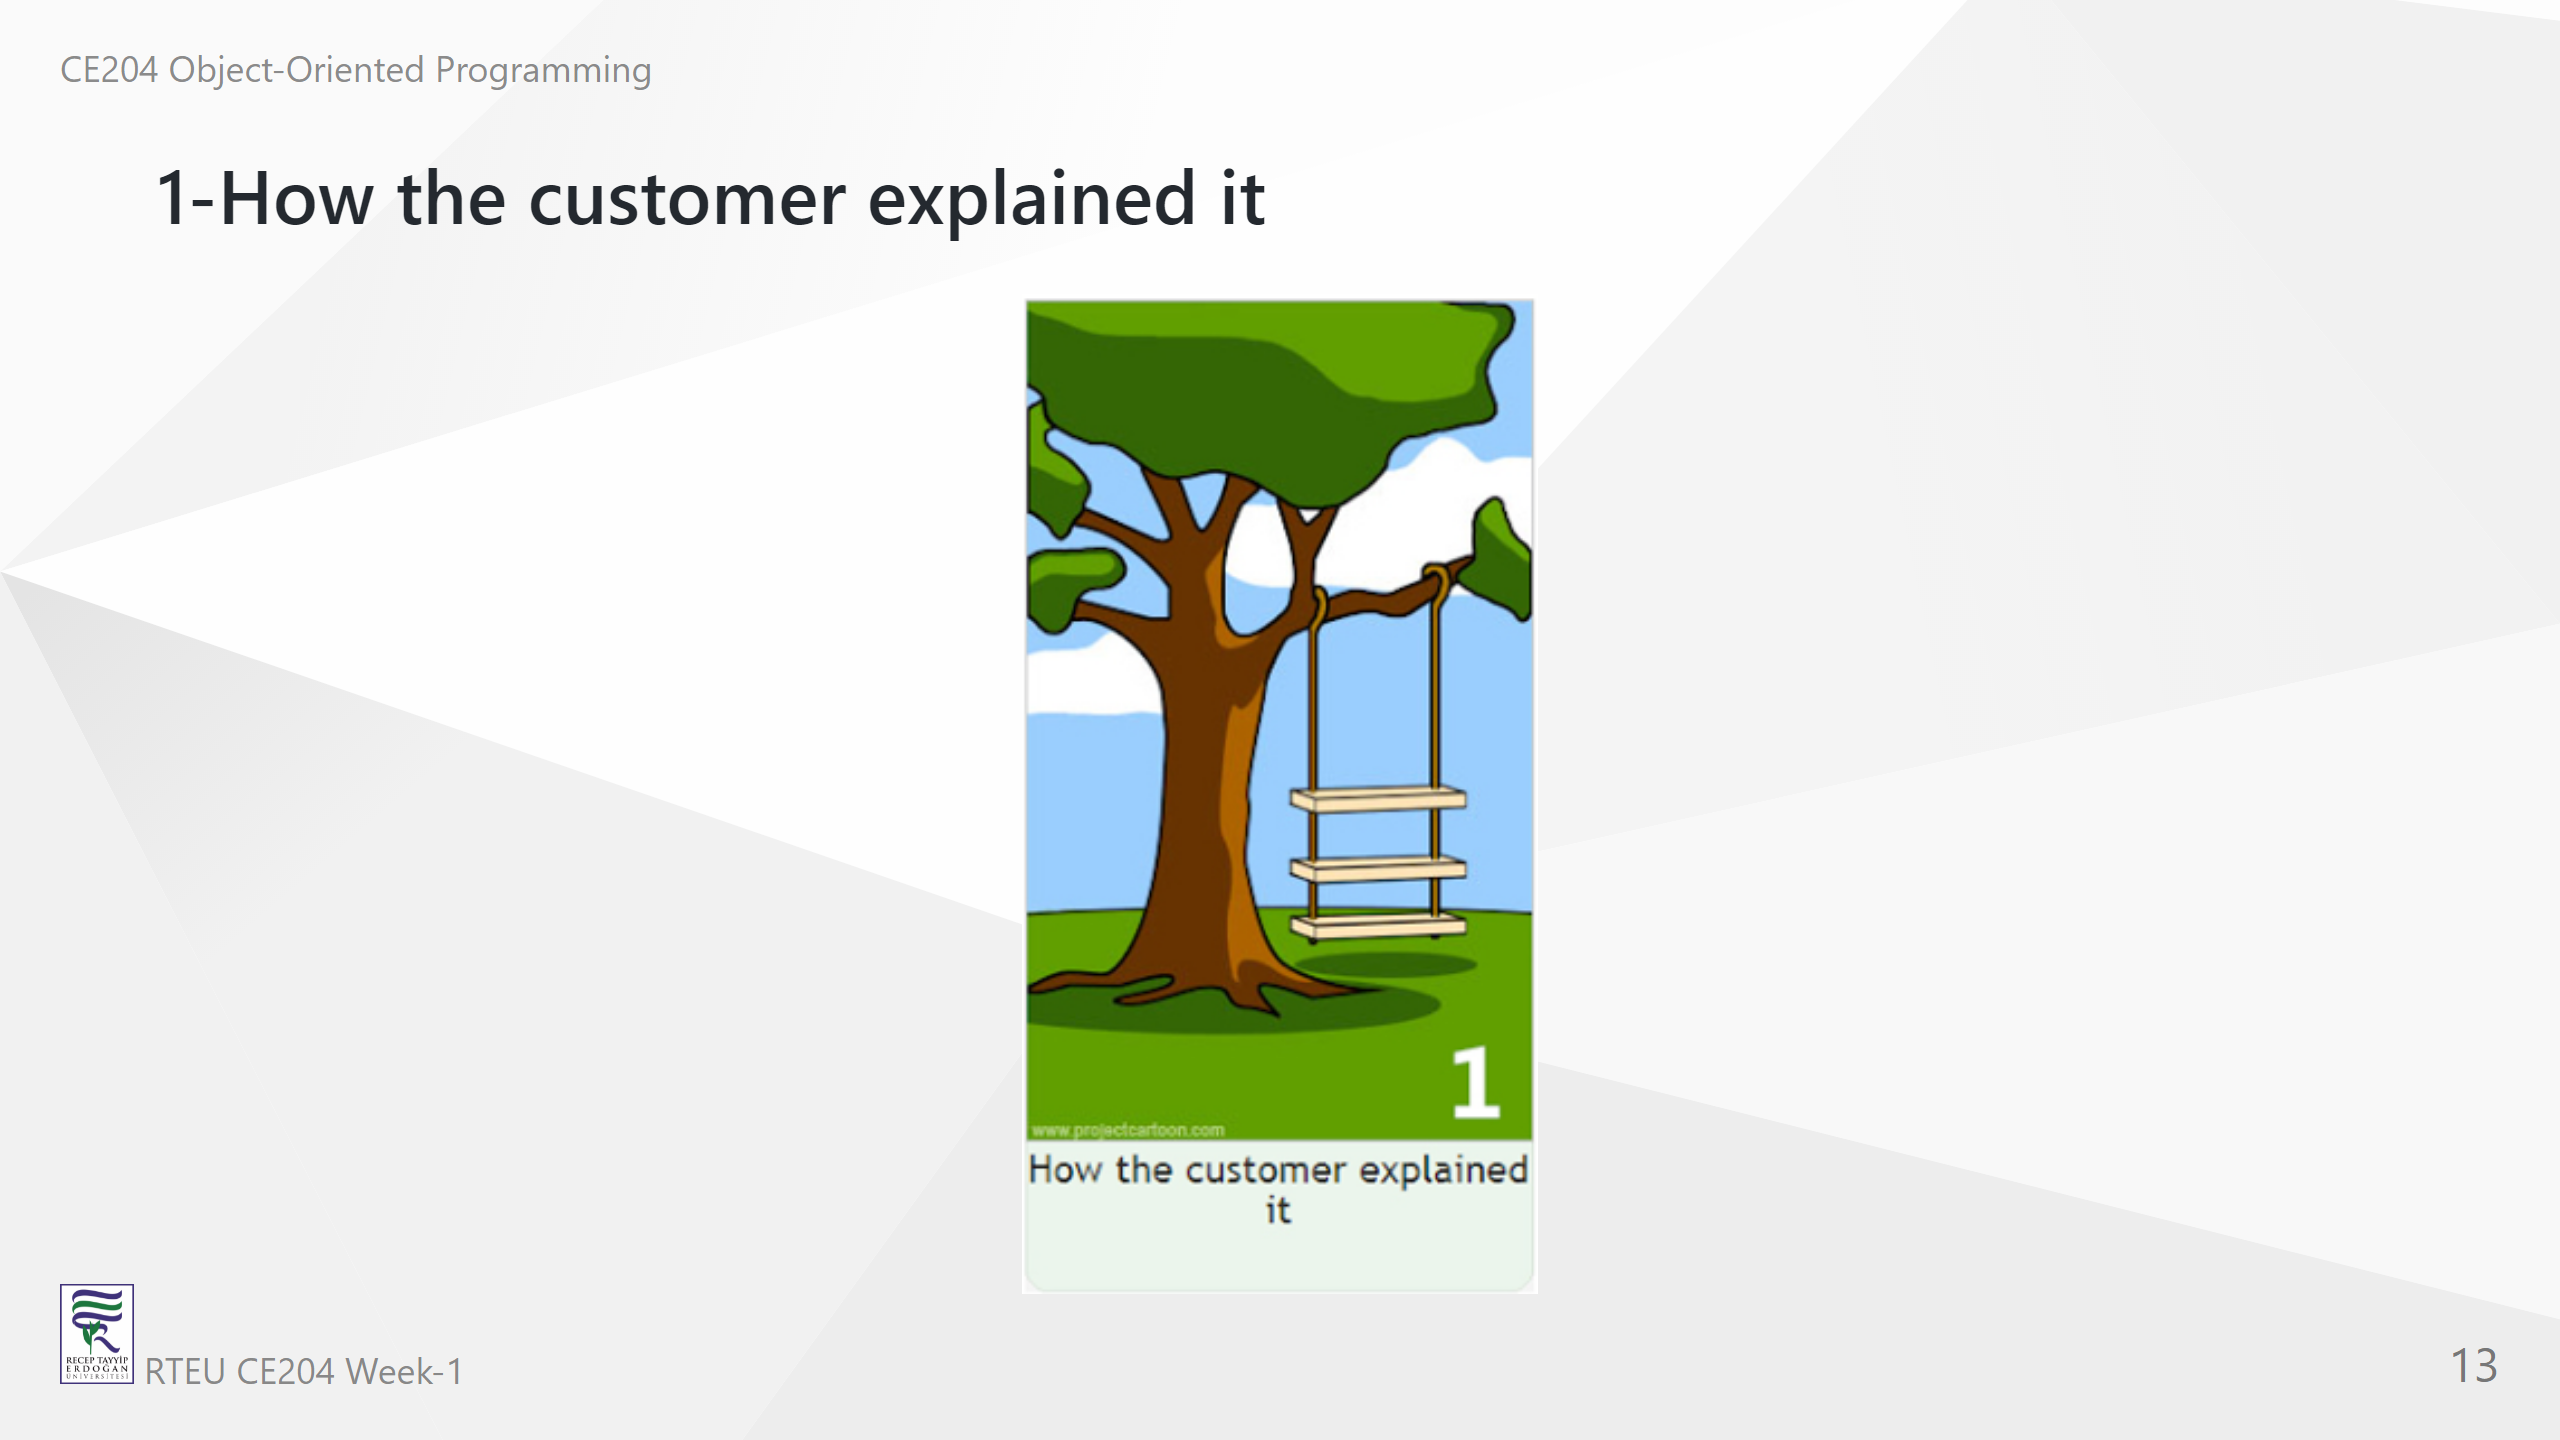 CE204 Object-Oriented Programming
1-How the customer explained it
1
www.projectcartoon.com
How the customer explained
it
RECEP TAYYİP
ERDOĞAN
ÜNİVERSİTESİ
RTEU CE204 Week-1
13